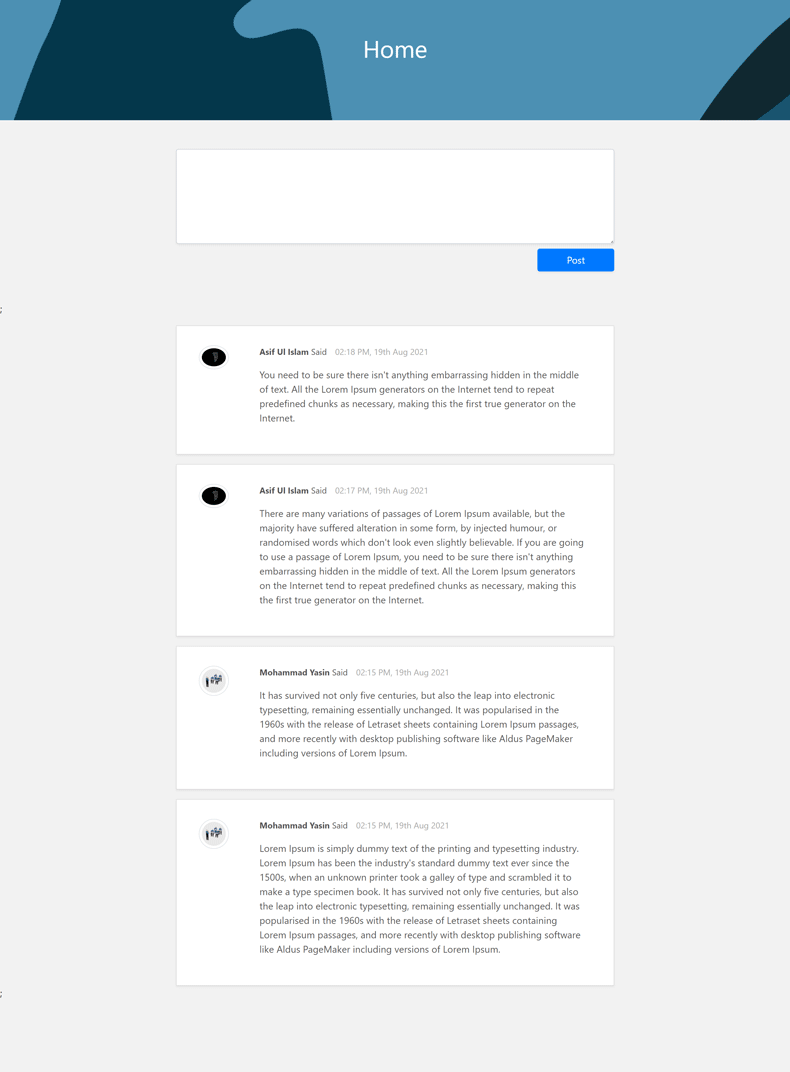 Home
Post
;
Asif Ul Islam Said 02:18 PM, 19th Aug 2021
You need to be sure there isn't anything embarrassing hidden in the middle
of text. All the Lorem Ipsum generators on the Internet tend to repeat
predefined chunks as necessary, making this the first true generator on the
Internet.
Asif Ul Islam Said 02:17 PM, 19th Aug 2021
There are many variations of passages of Lorem Ipsum available, but the
majority have suffered alteration in some form, by injected humour, or
randomised words which don't look even slightly believable. If you are going
to use a passage of Lorem Ipsum, you need to be sure there isn't anything
embarrassing hidden in the middle of text. All the Lorem Ipsum generators
on the Internet tend to repeat predefined chunks as necessary, making this
the first true generator on the Internet.
Mohammad Yasin Said 02:15 PM, 19th Aug 2021
It has survived not only five centuries, but also the leap into electronic
typesetting, remaining essentially unchanged. It was popularised in the
1960s with the release of Letraset sheets containing Lorem Ipsum passages,
and more recently with desktop publishing software like Aldus PageMaker
including versions of Lorem Ipsum.
Mohammad Yasin Said 02:15 PM, 19th Aug 2021
Lorem Ipsum is simply dummy text of the printing and typesetting industry.
Lorem Ipsum has been the industry's standard dummy text ever since the
1500s, when an unknown printer took a galley of type and scrambled it to
make a type specimen book. It has survived not only five centuries, but also
the leap into electronic typesetting, remaining essentially unchanged. It was
popularised in the 1960s with the release of Letraset sheets containing
Lorem Ipsum passages, and more recently with desktop publishing software
like Aldus PageMaker including versions of Lorem Ipsum.
;